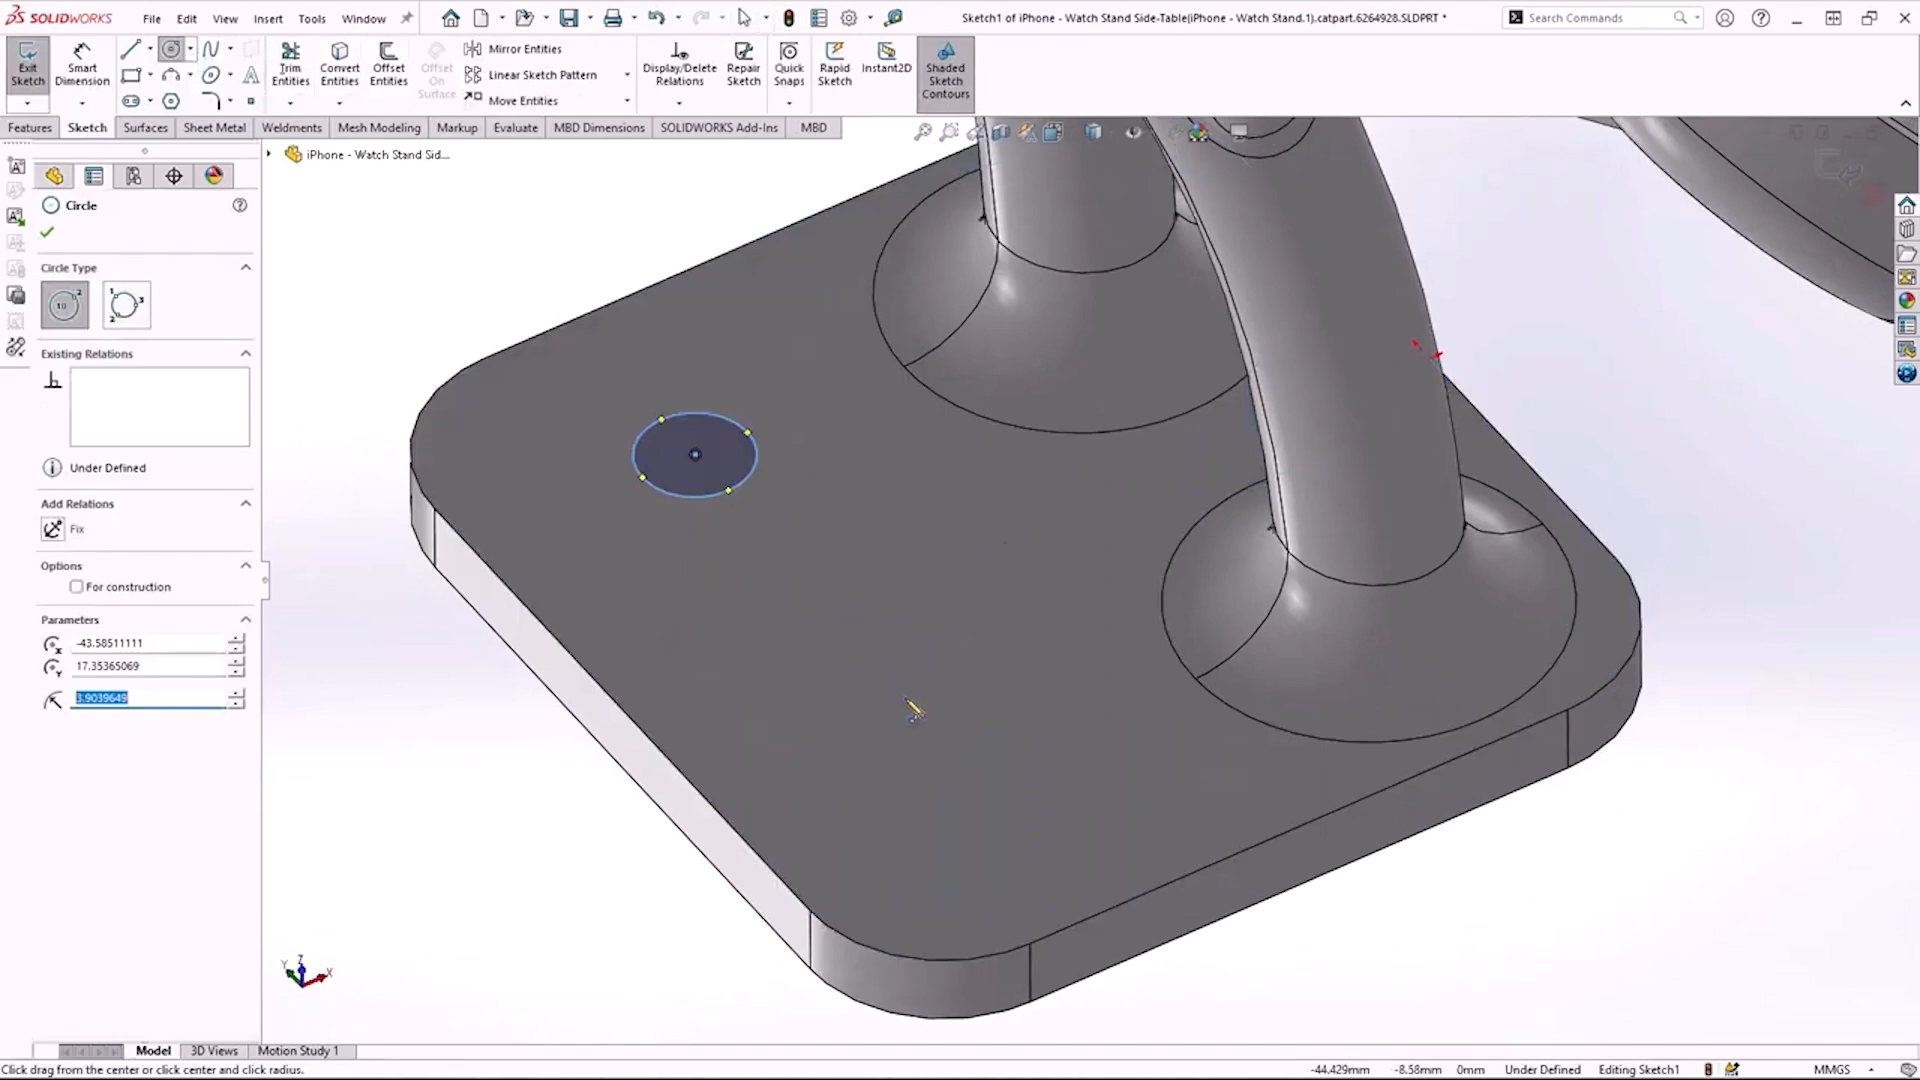 SOLIDWORKS
File Edit View Insert Tools Window
Sketch1 of iPhone - Watch Stand Side-Table(iPhone - Watch Stand.1).catpart.6264928.SLDPRT *
Search Commands
Exit Sketch
Smart Dimension
Trim Entities
Convert Entities
Offset Entities
Offset On Surface
Mirror Entities
Linear Sketch Pattern
Move Entities
Display/Delete Relations
Repair Sketch
Quick Snaps
Rapid Sketch
Instant2D
Shaded Sketch Contours
Features Sketch Surfaces Sheet Metal Weldments Mesh Modeling Markup Evaluate MBD Dimensions SOLIDWORKS Add-Ins MBD
iPhone - Watch Stand Sid...
Circle
Circle Type
Existing Relations
Under Defined
Add Relations
Fix
Options
For construction
Parameters
-43.58511111
17.35365069
3.9039649
Z
Y
X
Model 3D Views Motion Study 1
Click drag from the center or click center and click radius.
-44.429mm -8.58mm 0mm Under Defined Editing Sketch1 MMGS